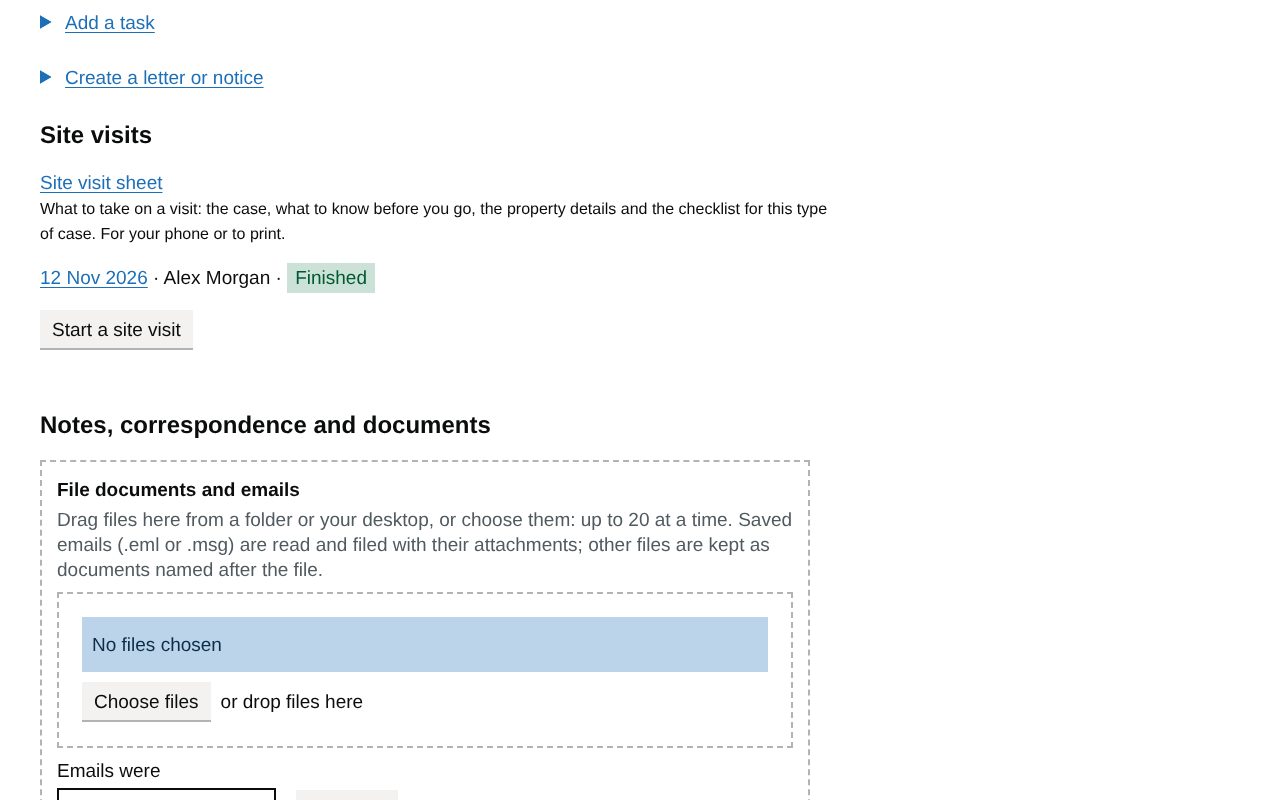 Add a task
Create a letter or notice
Site visits
Site visit sheet
What to take on a visit: the case, what to know before you go, the property details and the checklist for this type
of case. For your phone or to print.
12 Nov 2026 · Alex Morgan · Finished
Start a site visit
Notes, correspondence and documents
File documents and emails
Drag files here from a folder or your desktop, or choose them: up to 20 at a time. Saved
emails (.eml or .msg) are read and filed with their attachments; other files are kept as
documents named after the file.
No files chosen
Choose files or drop files here
Emails were